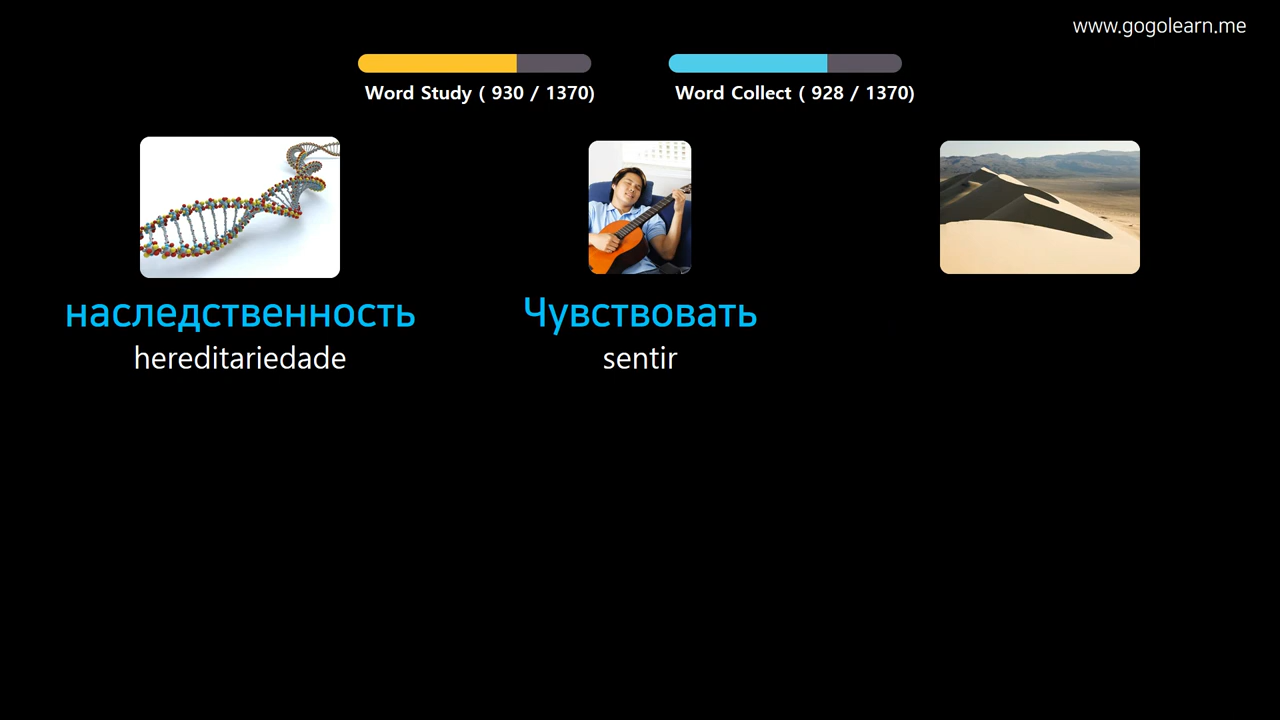 www.gogolearn.me
Word Study ( 930 / 1370)
Word Collect ( 928 / 1370)
наследственность
hereditariedade
Чувствовать
sentir